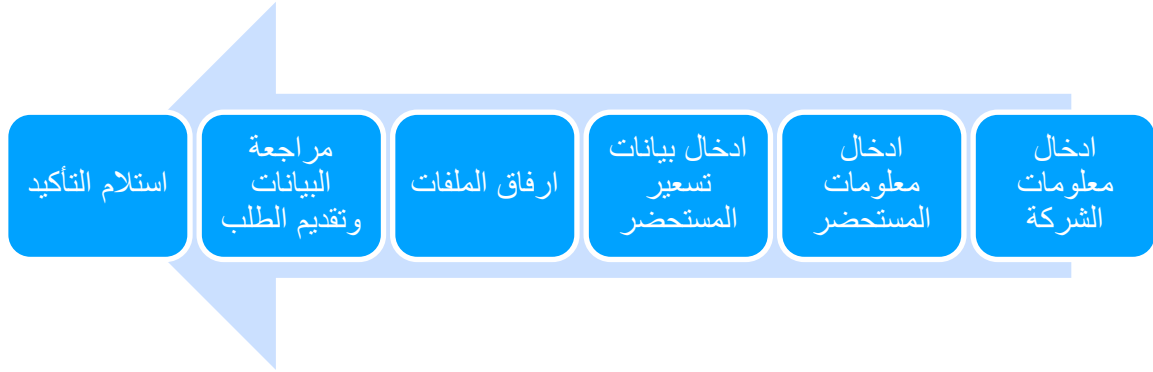 ادخال
معلومات
الشركة
ادخال
معلومات
المستحضر
ادخال بيانات
تسعير
المستحضر
ارفاق الملفات
مراجعة
البيانات
وتقديم الطلب
استلام التأكيد